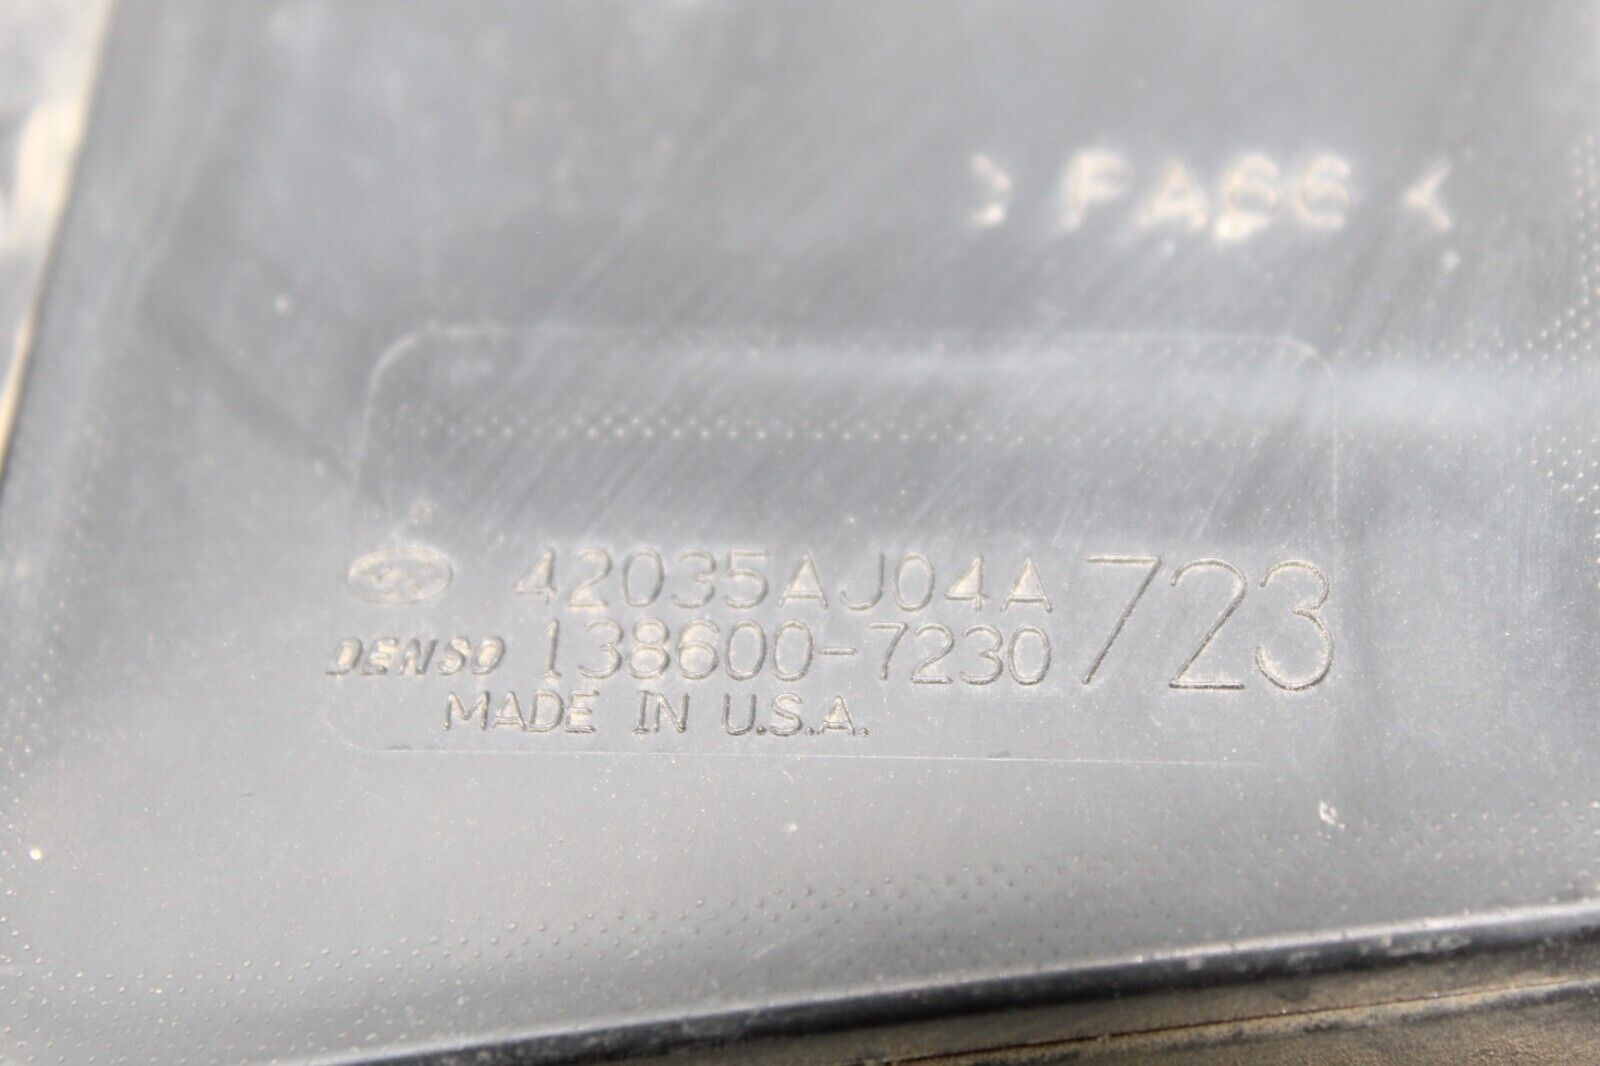 >PA66<
42035AJ04A 723
DENSO 138600-7230
MADE IN U.S.A.